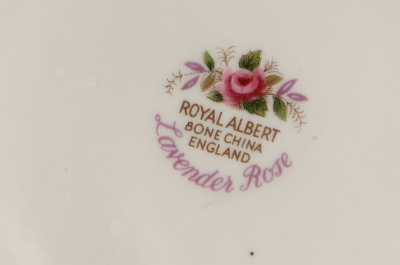 ROYAL ALBERT
BONE CHINA
ENGLAND
Lavender Rose